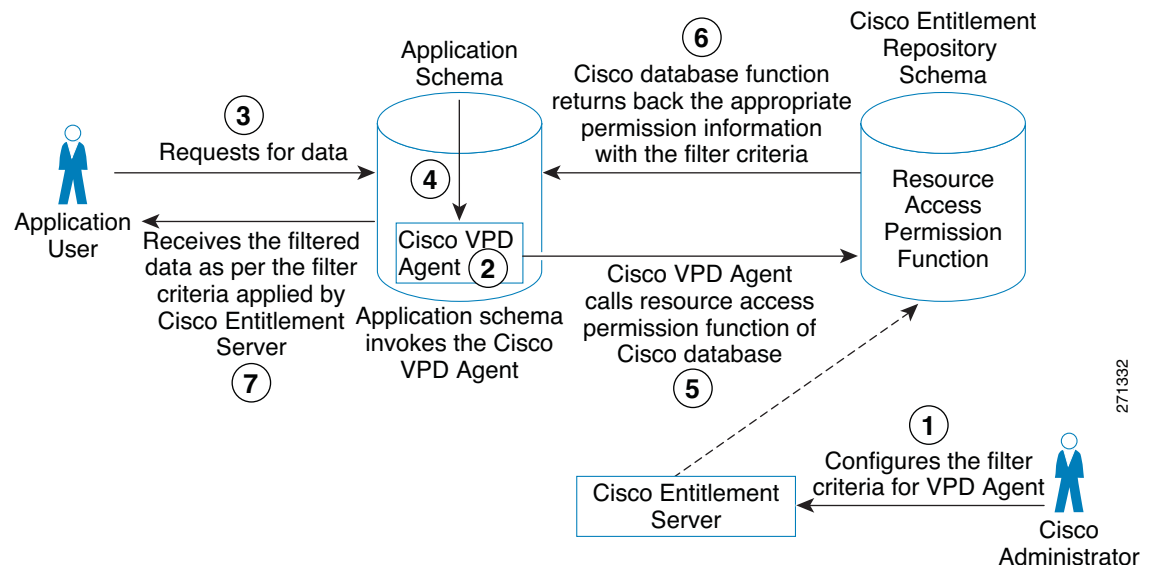 Application
Schema
6
Cisco database function
returns back the appropriate
permission information
with the filter criteria
Cisco Entitlement
Repository
Schema
3
Requests for data
Application
User
4
Cisco VPD
Agent
2
Resource
Access
Permission
Function
Receives the filtered
data as per the filter
criteria applied by
Cisco Entitlement
Server
7
Application schema
invokes the Cisco
VPD Agent
Cisco VPD Agent
calls resource access
permission function of
Cisco database
5
271332
1
Configures the filter
criteria for VPD Agent
Cisco Entitlement
Server
Cisco
Administrator